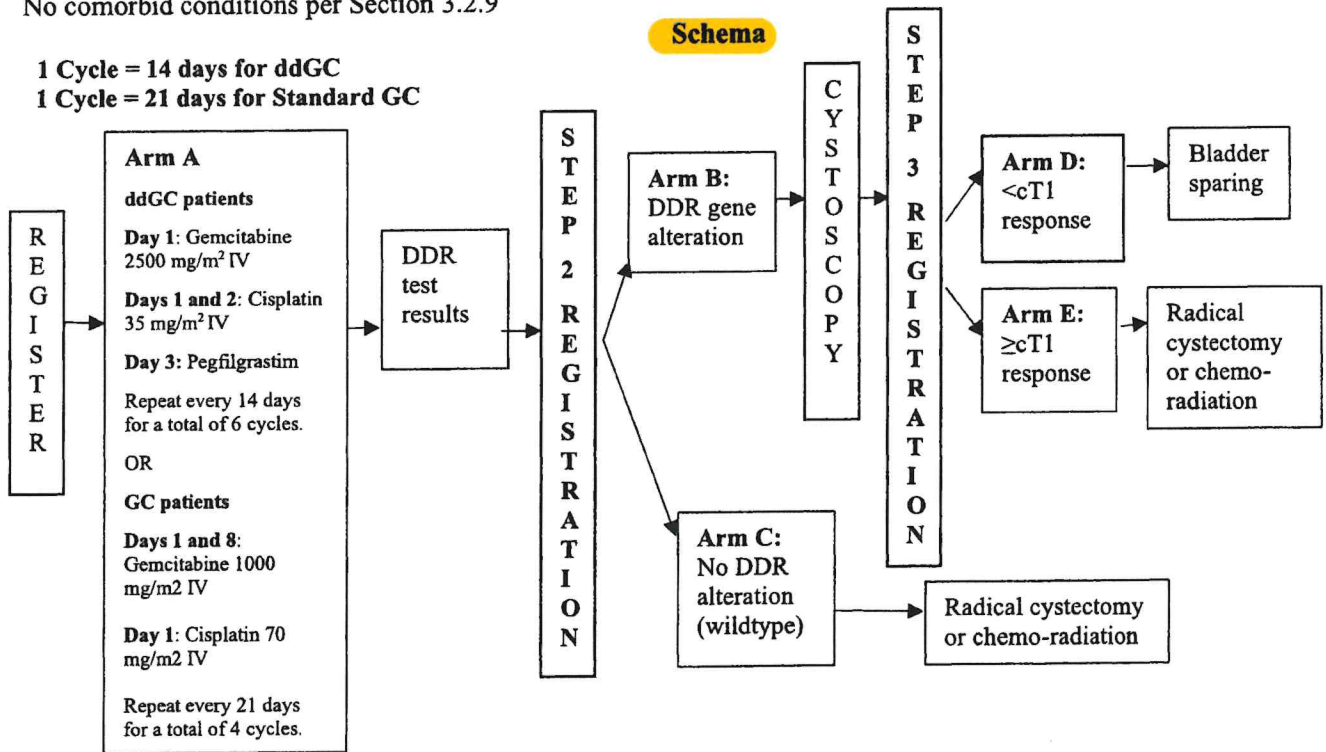 No comorbid conditions per Section 3.2.9
Schema
1 Cycle = 14 days for ddGC
1 Cycle = 21 days for Standard GC
REGISTER
Arm A
ddGC patients
Day 1: Gemcitabine
2500 mg/m² IV
Days 1 and 2: Cisplatin
35 mg/m² IV
Day 3: Pegfilgrastim
Repeat every 14 days
for a total of 6 cycles.
OR
GC patients
Days 1 and 8:
Gemcitabine 1000
mg/m2 IV
Day 1: Cisplatin 70
mg/m2 IV
Repeat every 21 days
for a total of 4 cycles.
DDR
test
results
STEP 2 REGISTRATION
Arm B:
DDR gene
alteration
CYSTOSCOPY
STEP 3 REGISTRATION
Arm D:
<cT1
response
Bladder
sparing
Arm E:
≥cT1
response
Radical
cystectomy
or chemo-
radiation
Arm C:
No DDR
alteration
(wildtype)
Radical cystectomy
or chemo-radiation